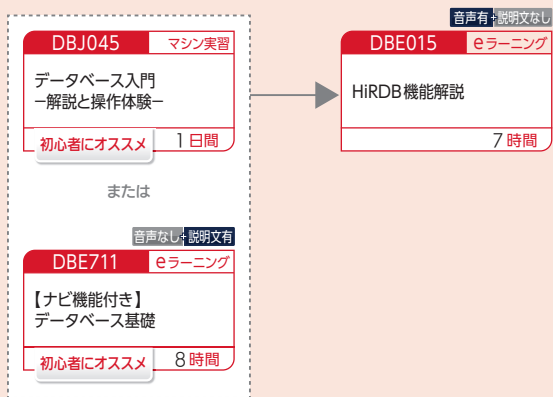 DBJ045 マシン実習
データベース入門
−解説と操作体験−
初心者にオススメ 1日間
または
音声なし+説明文有
DBE711 eラーニング
【ナビ機能付き】
データベース基礎
初心者にオススメ 8時間
音声有+説明文なし
DBE015 eラーニング
HiRDB機能解説
7時間